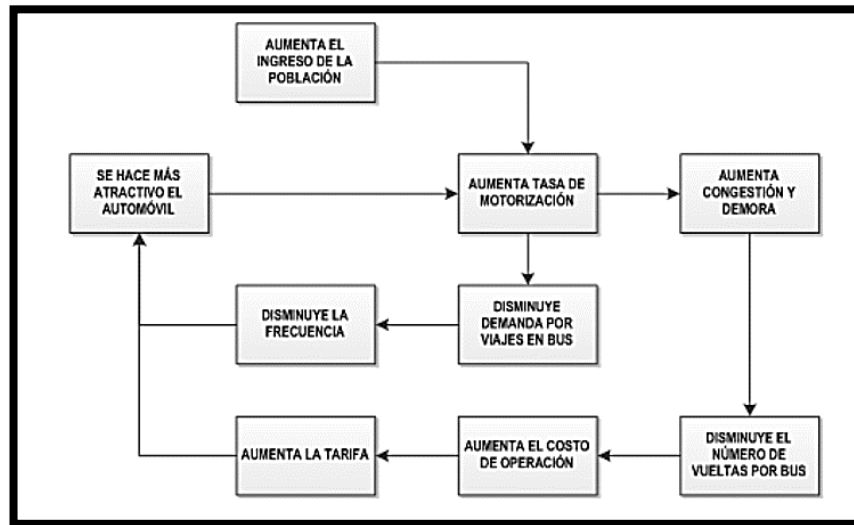 AUMENTA EL
INGRESO DE LA
POBLACIÓN
SE HACE MÁS
ATRACTIVO EL
AUTOMÓVIL
AUMENTA TASA DE
MOTORIZACIÓN
AUMENTA
CONGESTIÓN Y
DEMORA
DISMINUYE LA
FRECUENCIA
DISMINUYE
DEMANDA POR
VIAJES EN BUS
AUMENTA LA TARIFA
AUMENTA EL COSTO
DE OPERACIÓN
DISMINUYE EL
NÚMERO DE
VUELTAS POR BUS